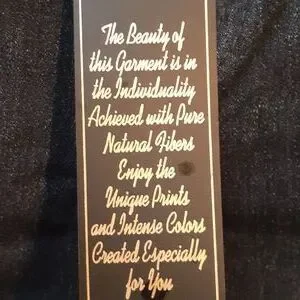 The Beauty of
this Garment is in
the Individuality
Achieved with Pure
Natural Fibers
Enjoy the
Unique Prints
and Intense Colors
Created Especially
for You